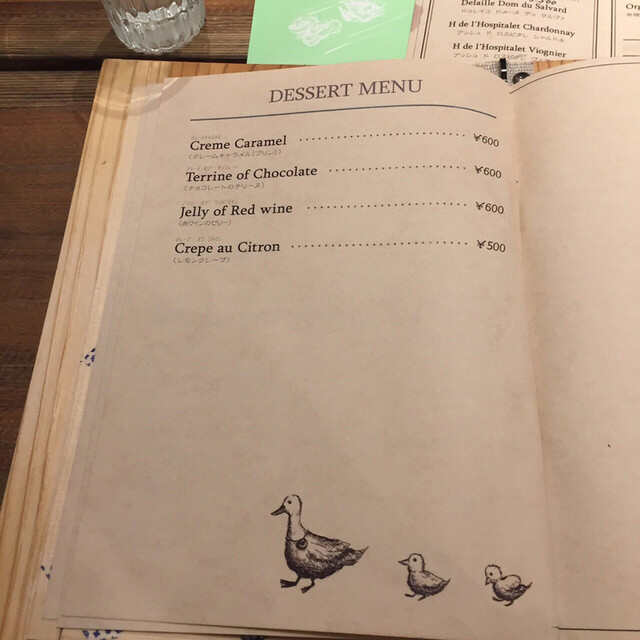 Delaille Dom du Salvard
H de l'Hospitalet Chardonnay
H de l'Hospitalet Viognier
DESSERT MENU
Creme Caramel ¥600
(クレームキャラメル[プリン])
Terrine of Chocolate ¥600
(チョコレートのテリーヌ)
Jelly of Red wine ¥600
(赤ワインのゼリー)
Crepe au Citron ¥500
(レモンクレープ)